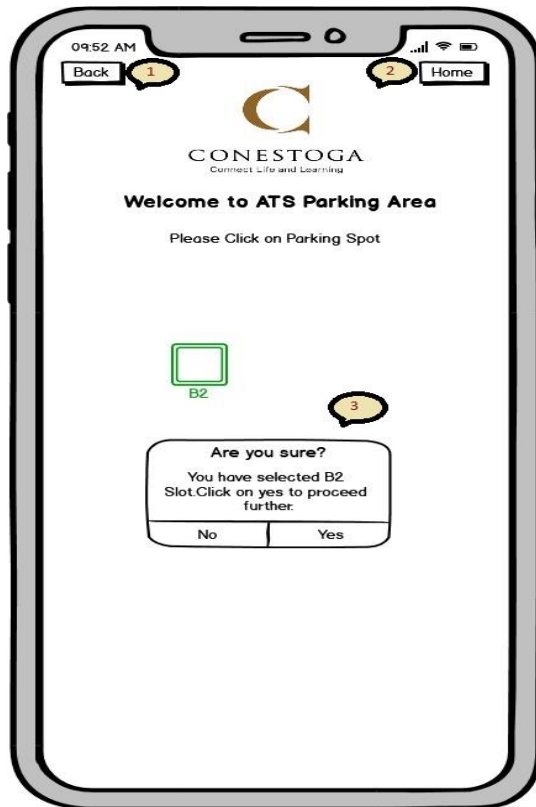 09:52 AM
Back 1 2 Home
C
CONESTOGA
Connect Life and Learning
Welcome to ATS Parking Area
Please Click on Parking Spot
B2
3
Are you sure?
You have selected B2
Slot.Click on yes to proceed
further.
No Yes